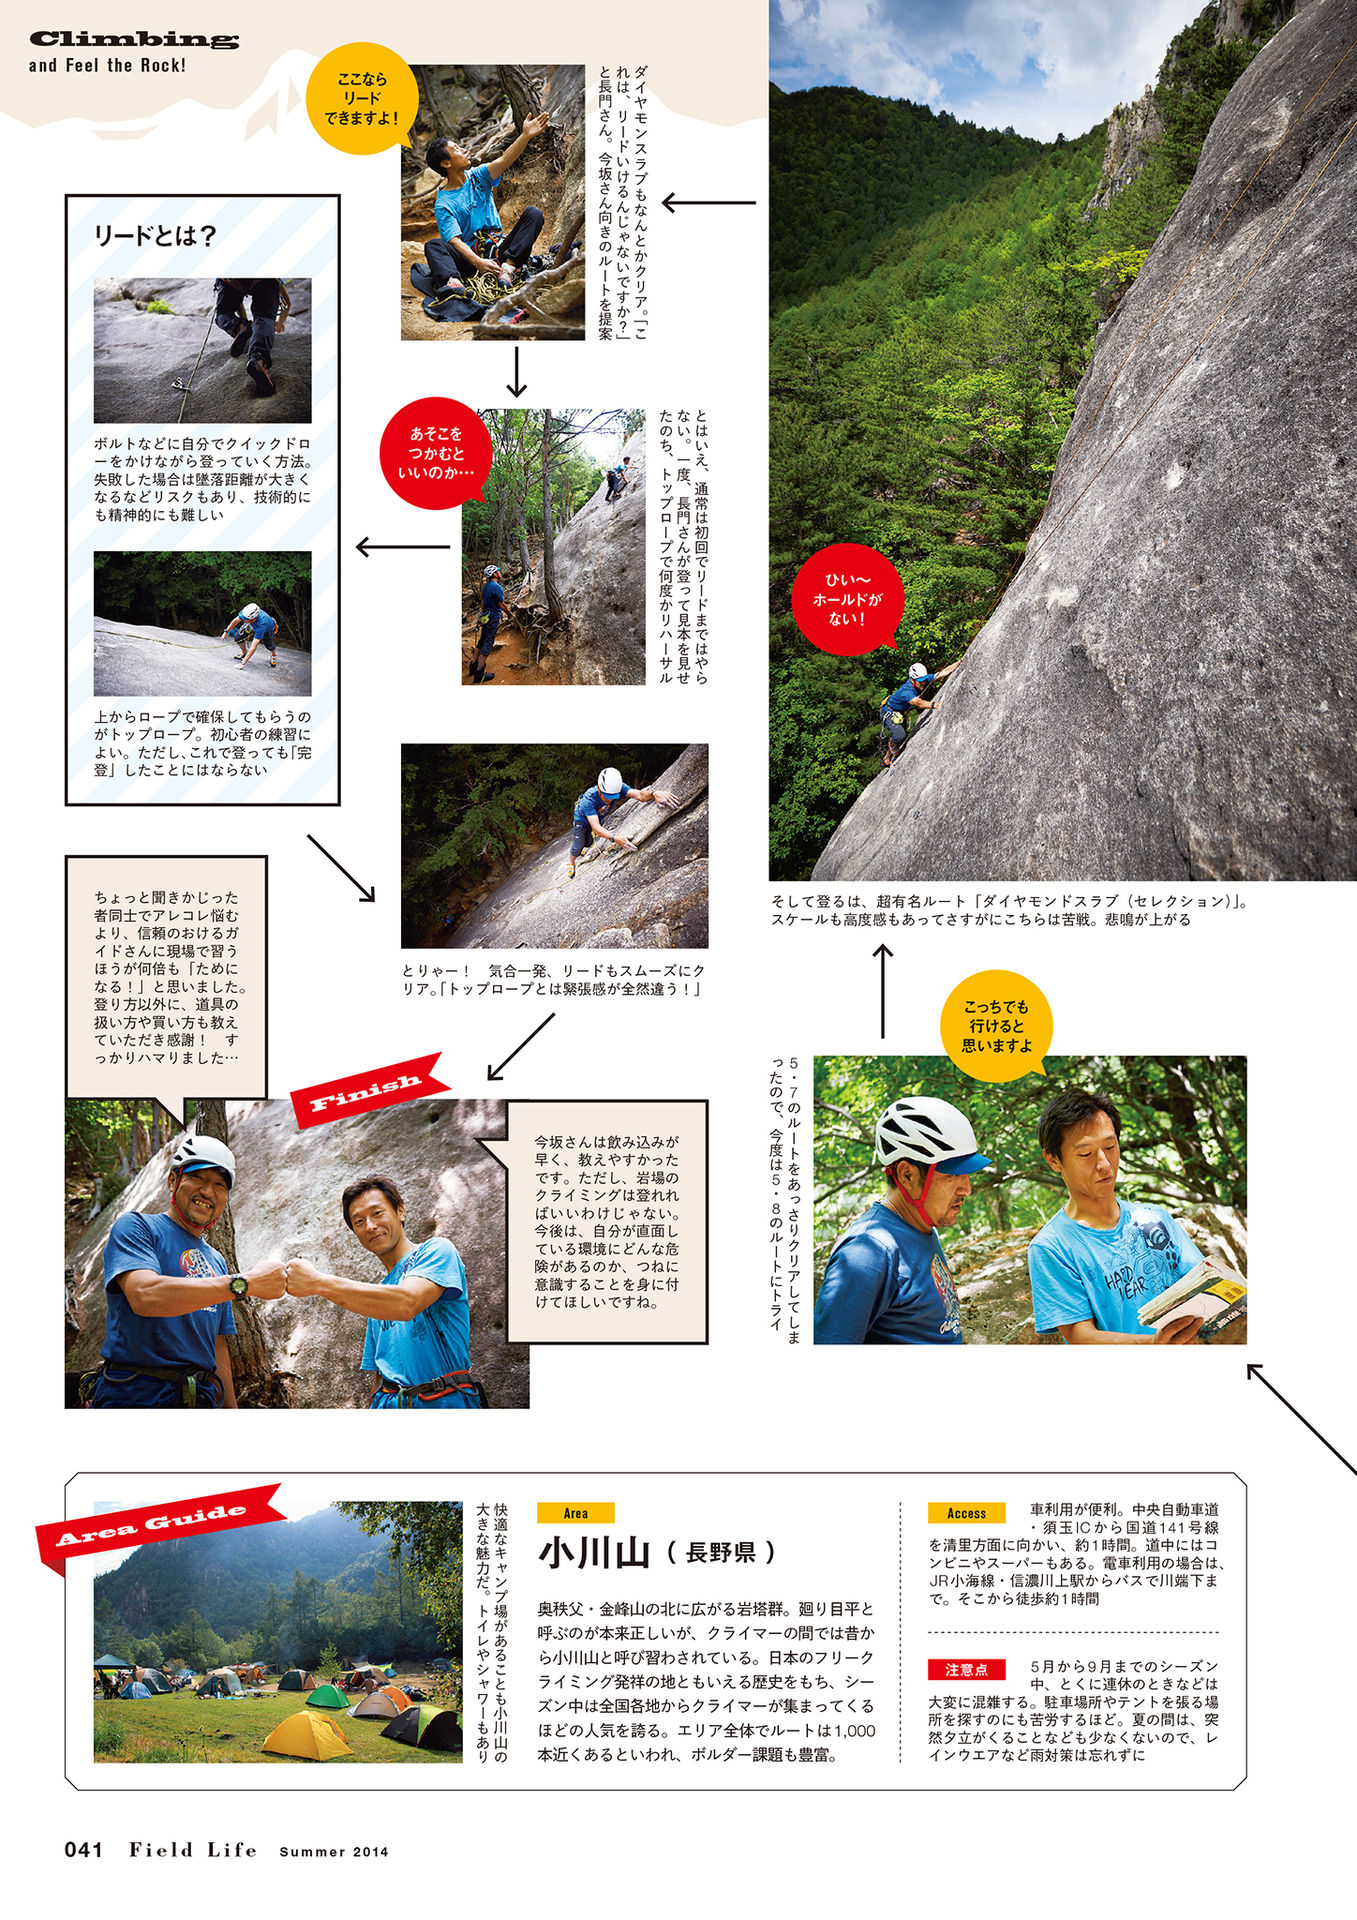 Climbing
and Feel the Rock!
こっちでも
行けると
思いますよ
5・7のルートをあっさりクリアしてしま
ったので、今度は5・8のルートにトライ
ひい〜
ホールドが
ない!
そして登るは、超有名ルート「ダイヤモンドスラブ(セレクション)」。
スケールも高度感もあってさすがにこちらは苦戦。悲鳴が上がる
ここなら
リード
できますよ!
ダイヤモンスラブもなんとかクリア。「こ
れは、リードいけるんじゃないですか?」
と長門さん。今坂さん向きのルートを提案
あそこを
つかむと
いいのか…
とはいえ、通常は初回でリードまではやら
ない。一度、長門さんが登って見本を見せ
たのち、トップロープで何度かリハーサル
リードとは?
ボルトなどに自分でクイックドロ
ーをかけながら登っていく方法。
失敗した場合は墜落距離が大きく
なるなどリスクもあり、技術的に
も精神的にも難しい
上からロープで確保してもらうの
がトップロープ。初心者の練習に
よい。ただし、これで登っても「完
登」したことにはならない
とりゃー! 気合一発、リードもスムーズにク
リア。「トップロープとは緊張感が全然違う!」
Finish
ちょっと聞きかじった
者同士でアレコレ悩む
より、信頼のおけるガ
イドさんに現場で習う
ほうが何倍も「ために
なる!」と思いました。
登り方以外に、道具の
扱い方や買い方も教え
ていただき感謝! す
っかりハマりました…
今坂さんは飲み込みが
早く、教えやすかった
です。ただし、岩場の
クライミングは登れれ
ばいいわけじゃない。
今後は、自分が直面し
ている環境にどんな危
険があるのか、つねに
意識することを身に付
けてほしいですね。
HARD
WEAR
Area Guide
快適なキャンプ場があることも小川山の
大きな魅力だ。トイレやシャワーもあり
Area
小川山(長野県)
奥秩父・金峰山の北に広がる岩塔群。廻り目平と
呼ぶのが本来正しいが、クライマーの間では昔か
ら小川山と呼び習わされている。日本のフリーク
ライミング発祥の地ともいえる歴史をもち、シー
ズン中は全国各地からクライマーが集まってくる
ほどの人気を誇る。エリア全体でルートは1,000
本近くあるといわれ、ボルダー課題も豊富。
Access
車利用が便利。中央自動車道
・須玉ICから国道141号線
を清里方面に向かい、約1時間。道中にはコ
ンビニやスーパーもある。電車利用の場合は、
JR小海線・信濃川上駅からバスで川端下ま
で。そこから徒歩約1時間
注意点
5月から9月までのシーズン
中、とくに連休のときなどは
大変に混雑する。駐車場所やテントを張る場
所を探すのにも苦労するほど。夏の間は、突
然夕立がくることなども少なくないので、レ
インウエアなど雨対策は忘れずに
041 Field Life Summer 2014